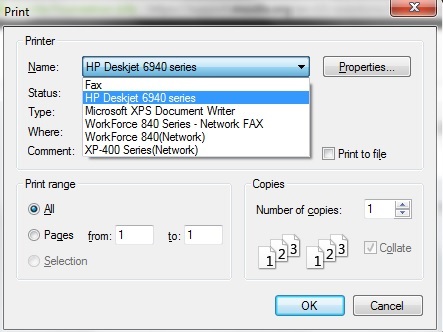 Print
Printer
Name: HP Deskjet 6940 series Properties...
Fax
Status: HP Deskjet 6940 series
Type: Microsoft XPS Document Writer
WorkForce 840 Series - Network FAX
Where: WorkForce 840(Network)
Comment: XP-400 Series(Network) Print to file
Print range Copies
All Number of copies: 1
Pages from: 1 to: 1
Selection 1 2 3 1 2 3 Collate
OK Cancel